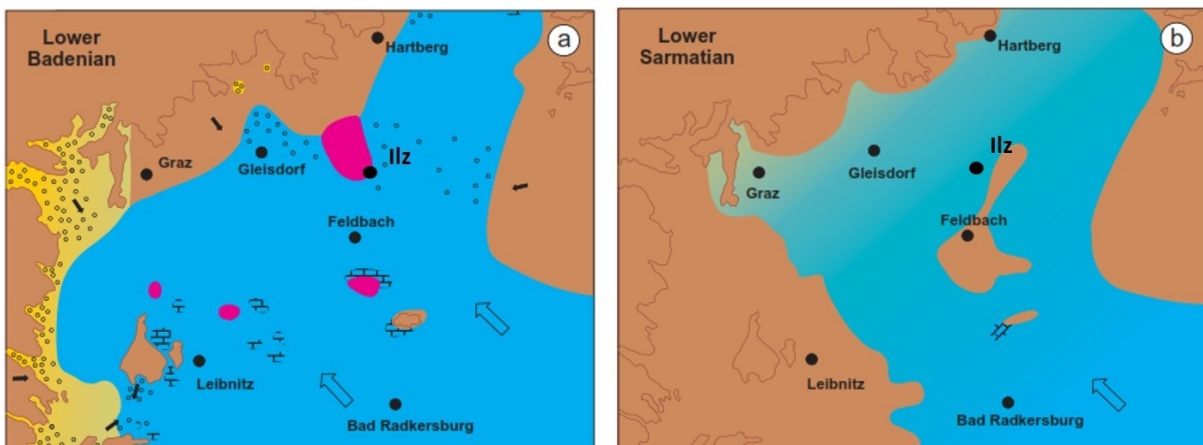 Lower
Badenian
a
Hartberg
Graz
Gleisdorf
Ilz
Feldbach
Leibnitz
Bad Radkersburg
Lower
Sarmatian
b
Hartberg
Graz
Gleisdorf
Ilz
Feldbach
Leibnitz
Bad Radkersburg